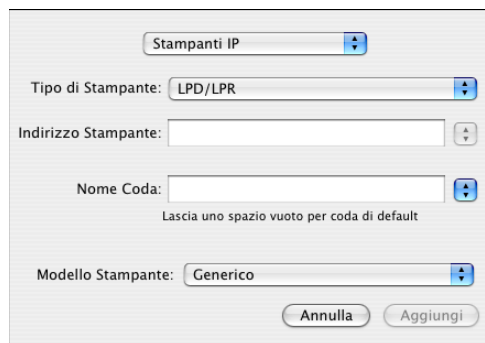 Stampanti IP
Tipo di Stampante: LPD/LPR
Indirizzo Stampante:
Nome Coda:
Lascia uno spazio vuoto per coda di default
Modello Stampante: Generico
Annulla Aggiungi